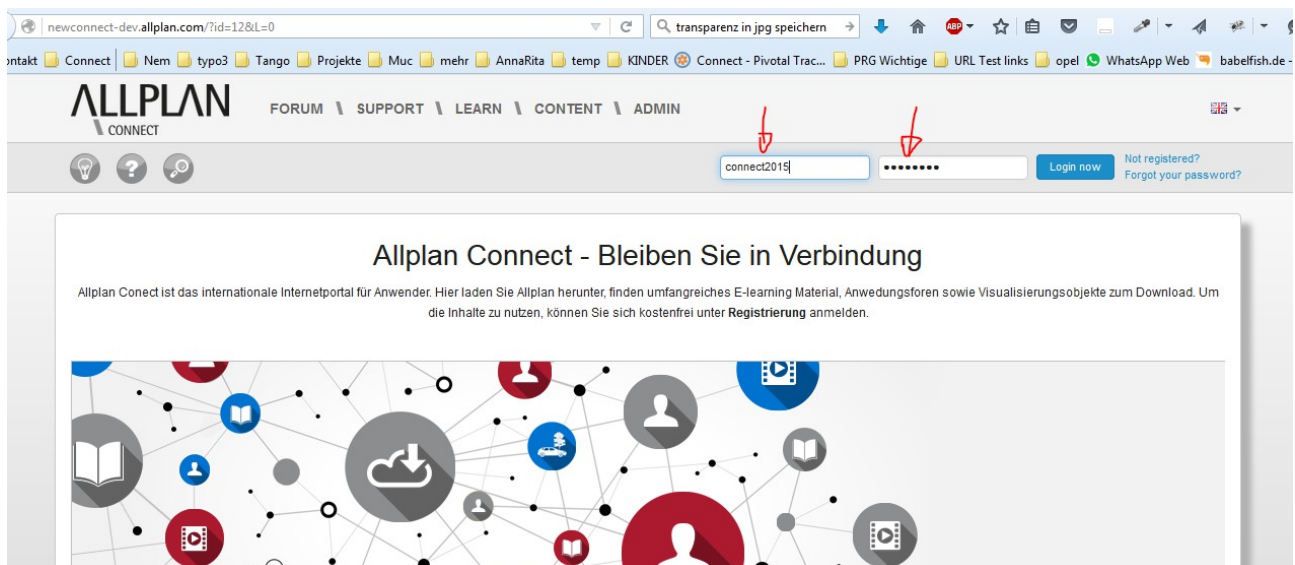 newconnect-dev.allplan.com/?id=12&L=0
transparenz in jpg speichern
ABP
ontakt Connect Nem typo3 Tango Projekte Muc mehr AnnaRita temp KINDER Connect - Pivotal Trac... PRG Wichtige URL Test links opel WhatsApp Web babelfish.de -
ALLPLAN
CONNECT
FORUM \ SUPPORT \ LEARN \ CONTENT \ ADMIN
?
connect2015
••••••••
Login now
Not registered?
Forgot your password?
Allplan Connect - Bleiben Sie in Verbindung
Allplan Conect ist das internationale Internetportal für Anwender. Hier laden Sie Allplan herunter, finden umfangreiches E-learning Material, Anwedungsforen sowie Visualisierungsobjekte zum Download. Um
die Inhalte zu nutzen, können Sie sich kostenfrei unter Registrierung anmelden.